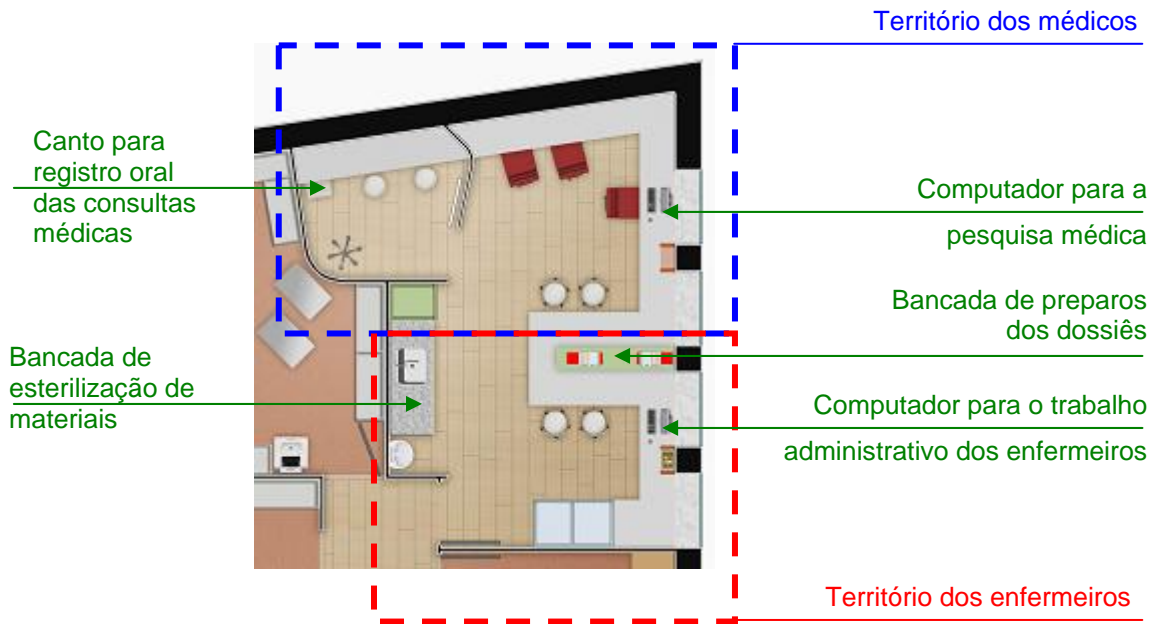 Território dos médicos
Canto para
registro oral
das consultas
médicas
Computador para a
pesquisa médica
Bancada de preparos
dos dossiês
Bancada de
esterilização de
materiais
Computador para o trabalho
administrativo dos enfermeiros
Território dos enfermeiros